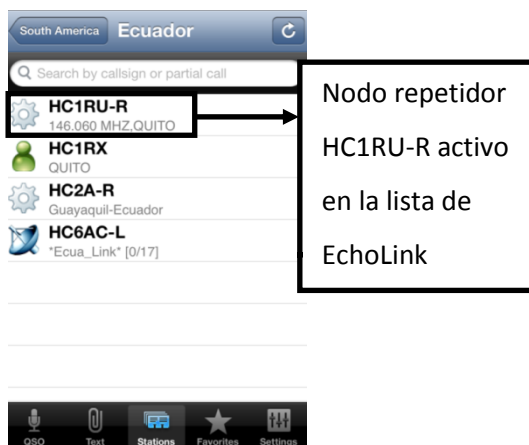 South America
Ecuador
Search by callsign or partial call
HC1RU-R
146.060 MHZ,QUITO
HC1RX
QUITO
HC2A-R
Guayaquil-Ecuador
HC6AC-L
*Ecua_Link* [0/17]
QSO
Text
Stations
Favorites
Settings
Nodo repetidor
HC1RU-R activo
en la lista de
EchoLink